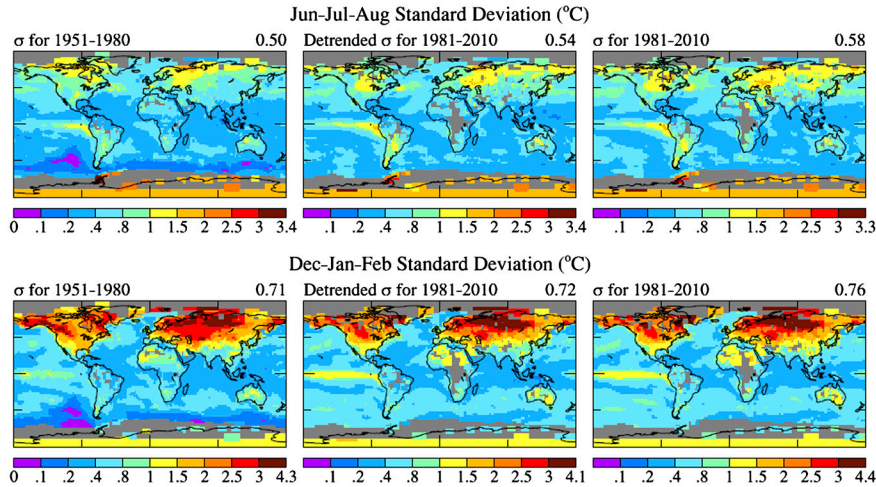 Jun-Jul-Aug Standard Deviation (°C)
σ for 1951-1980 0.50 Detrended σ for 1981-2010 0.54 σ for 1981-2010 0.58
0 .1 .2 .4 .8 1 1.5 2 2.5 3 3.4 .1 .2 .4 .8 1 1.5 2 2.5 3 3.4 .1 .2 .4 .8 1 1.5 2 2.5 3 3.3
Dec-Jan-Feb Standard Deviation (°C)
σ for 1951-1980 0.71 Detrended σ for 1981-2010 0.72 σ for 1981-2010 0.76
0 .1 .2 .4 .8 1 1.5 2 2.5 3 4.3 .1 .2 .4 .8 1 1.5 2 2.5 3 4.1 .1 .2 .4 .8 1 1.5 2 2.5 3 4.4